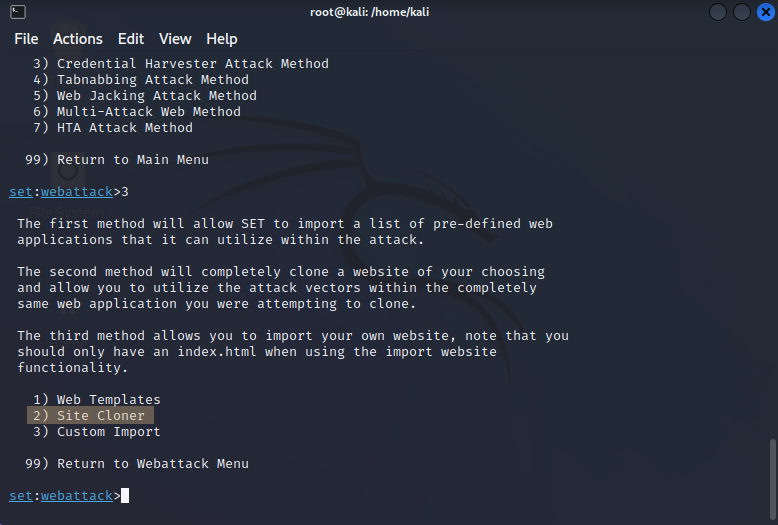 root@kali: /home/kali
File Actions Edit View Help
3) Credential Harvester Attack Method
4) Tabnabbing Attack Method
5) Web Jacking Attack Method
6) Multi-Attack Web Method
7) HTA Attack Method
99) Return to Main Menu
set:webattack>3
The first method will allow SET to import a list of pre-defined web
applications that it can utilize within the attack.
The second method will completely clone a website of your choosing
and allow you to utilize the attack vectors within the completely
same web application you were attempting to clone.
The third method allows you to import your own website, note that you
should only have an index.html when using the import website
functionality.
1) Web Templates
2) Site Cloner
3) Custom Import
99) Return to Webattack Menu
set:webattack>